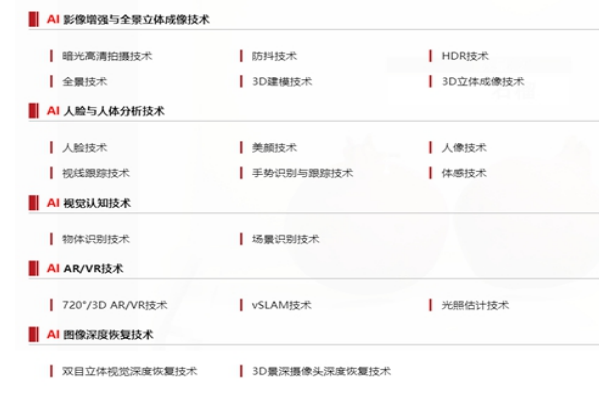 AI 影像增强与全景立体成像技术
暗光高清拍摄技术 防抖技术 HDR技术
全景技术 3D建模技术 3D立体成像技术
AI 人脸与人体分析技术
人脸技术 美颜技术 人像技术
视线跟踪技术 手势识别与跟踪技术 体感技术
AI 视觉认知技术
物体识别技术 场景识别技术
AI AR/VR技术
720°/3D AR/VR技术 vSLAM技术 光照估计技术
AI 图像深度恢复技术
双目立体视觉深度恢复技术 3D景深摄像头深度恢复技术